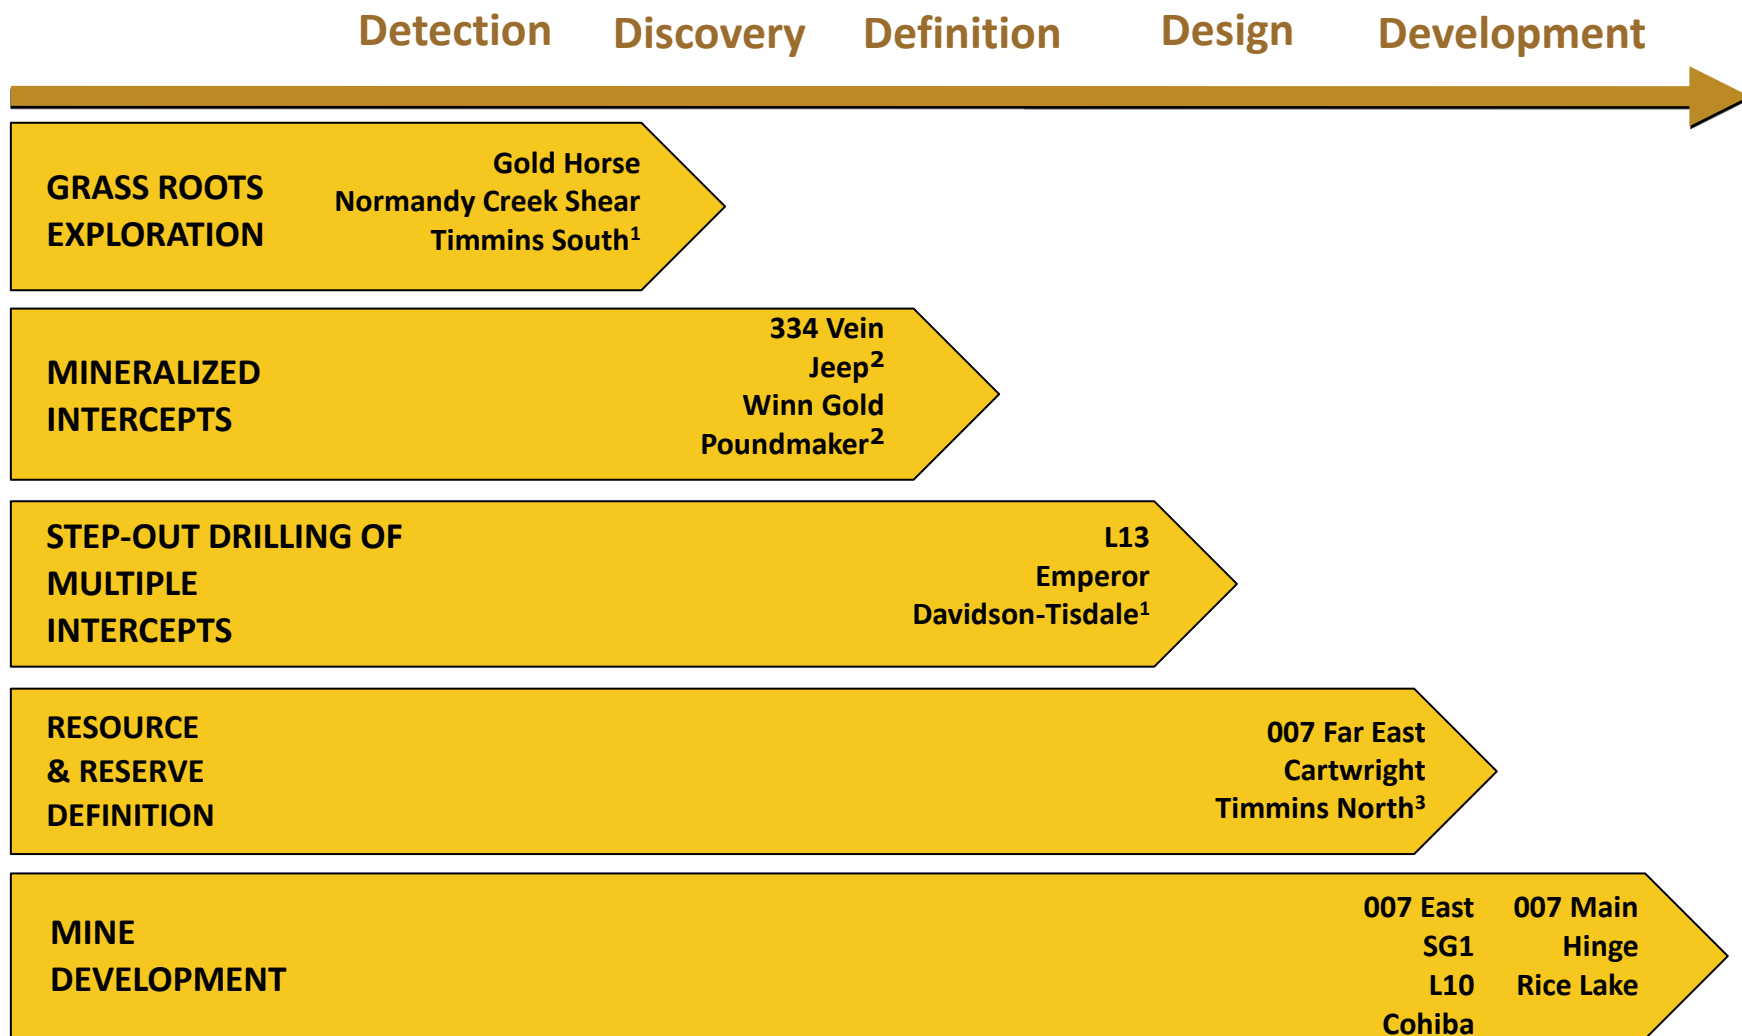 Detection Discovery Definition Design Development
GRASS ROOTS
EXPLORATION
Gold Horse
Normandy Creek Shear
Timmins South¹
MINERALIZED
INTERCEPTS
334 Vein
Jeep²
Winn Gold
Poundmaker²
STEP-OUT DRILLING OF
MULTIPLE
INTERCEPTS
L13
Emperor
Davidson-Tisdale¹
RESOURCE
& RESERVE
DEFINITION
007 Far East
Cartwright
Timmins North³
MINE
DEVELOPMENT
007 East
SG1
L10
Cohiba
007 Main
Hinge
Rice Lake